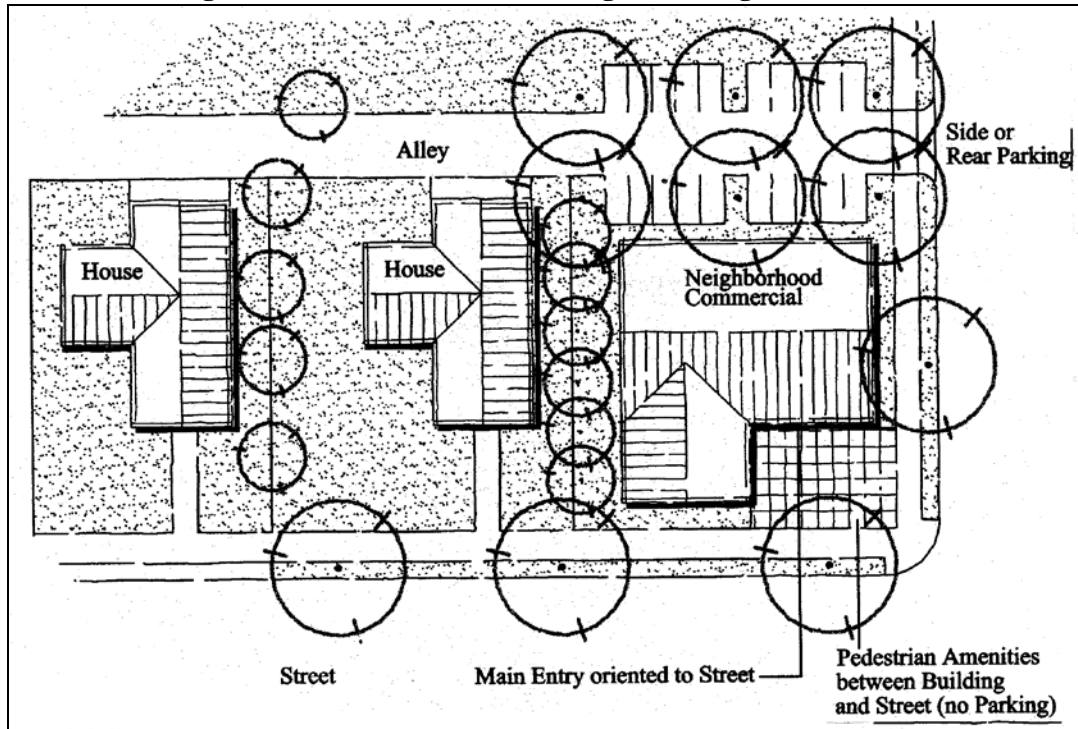 Alley
Side or
Rear Parking
House
House
Neighborhood
Commercial
Street
Main Entry oriented to Street
Pedestrian Amenities
between Building
and Street (no Parking)